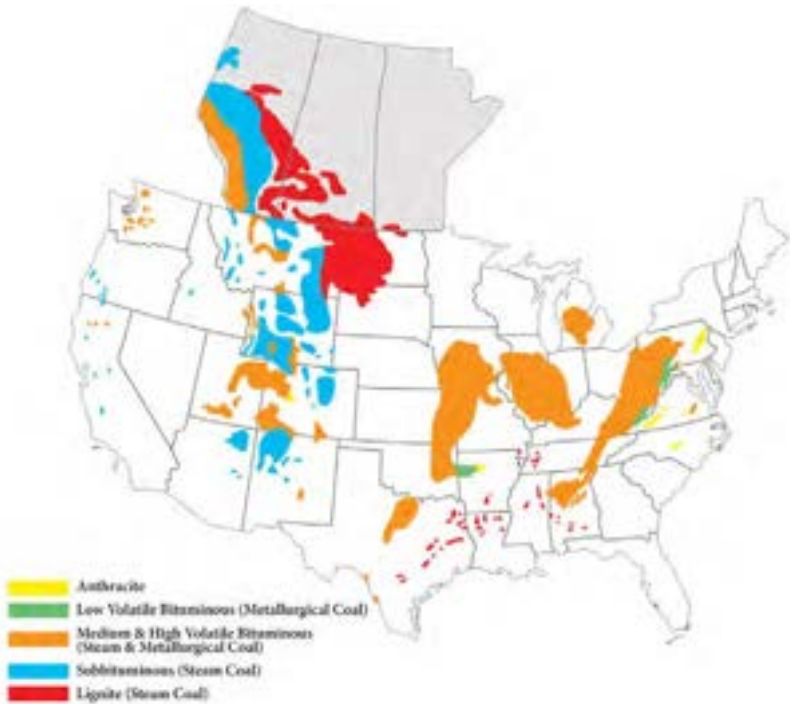 Anthracite
Low Volatile Bituminous (Metallurgical Coal)
Medium & High Volatile Bituminous
(Steam & Metallurgical Coal)
Subbituminous (Steam Coal)
Lignite (Steam Coal)